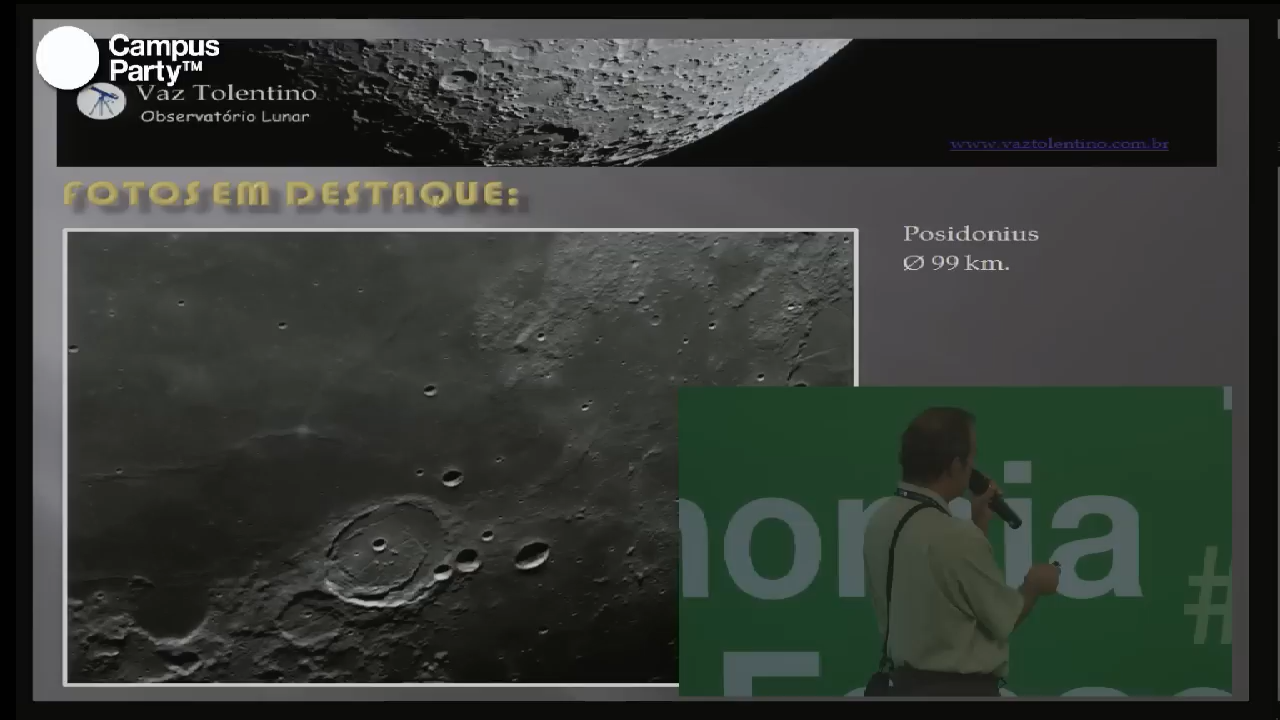 Campus
Party™
Vaz Tolentino
Observatório Lunar
www.vaztolentino.com.br
FOTOS EM DESTAQUE:
Posidonius
Ø 99 km.
nomia
#